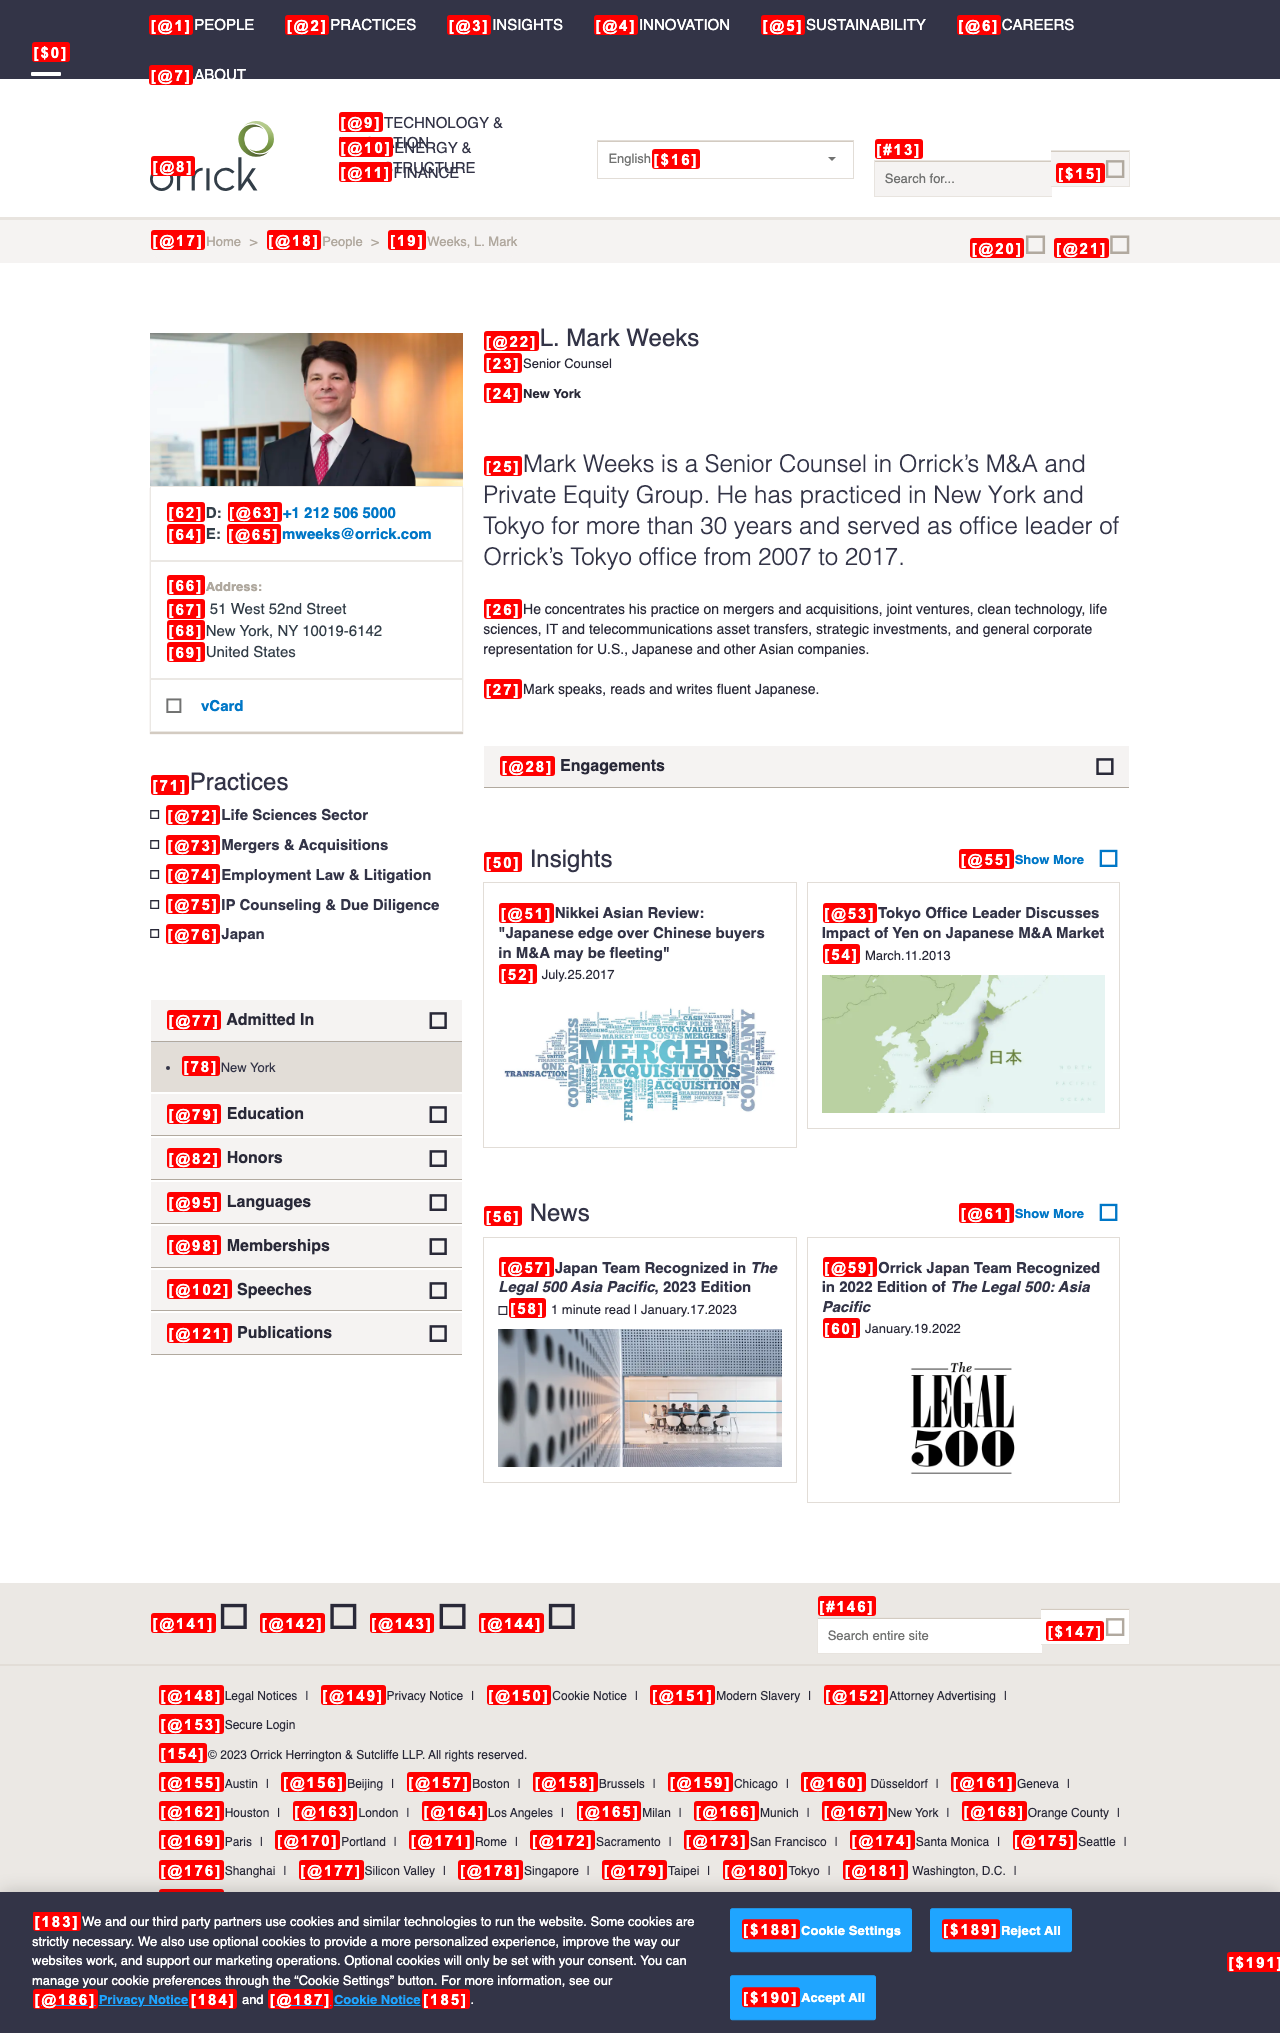 [@1] PEOPLE [@2] PRACTICES [@3] INSIGHTS [@4] INNOVATION [@5] SUSTAINABILITY [@6] CAREERS
[$0]
[@7] ABOUT
[@8] orrick
[@9] TECHNOLOGY &
TION
[@10] ENERGY &
TRUCTURE
[@11] FINANCE
English [$16]
[#13]
Search for...
[$15]
[@17] Home > [@18] People > [19] Weeks, L. Mark
[@20] [@21]
[@22] L. Mark Weeks
[23] Senior Counsel
[24] New York
[25] Mark Weeks is a Senior Counsel in Orrick’s M&A and
Private Equity Group. He has practiced in New York and
Tokyo for more than 30 years and served as office leader of
Orrick’s Tokyo office from 2007 to 2017.
[26] He concentrates his practice on mergers and acquisitions, joint ventures, clean technology, life
sciences, IT and telecommunications asset transfers, strategic investments, and general corporate
representation for U.S., Japanese and other Asian companies.
[27] Mark speaks, reads and writes fluent Japanese.
[62] D: [@63] +1 212 506 5000
[64] E: [@65] mweeks@orrick.com
[66] Address:
[67] 51 West 52nd Street
[68] New York, NY 10019-6142
[69] United States
vCard
[71] Practices
[@72] Life Sciences Sector
[@73] Mergers & Acquisitions
[@74] Employment Law & Litigation
[@75] IP Counseling & Due Diligence
[@76] Japan
[@77] Admitted In
• [78] New York
[@79] Education
[@82] Honors
[@95] Languages
[@98] Memberships
[@102] Speeches
[@121] Publications
[@28] Engagements
[50] Insights [@55] Show More
[@51] Nikkei Asian Review:
"Japanese edge over Chinese buyers
in M&A may be fleeting"
[52] July.25.2017
COMPANIES
STOCK VALUE
COSTS MERGERS
MERGER
ACQUISITIONS
ACQUISITION
ONE
TRANSACTION
FIRMS
BRAND
COMPANY
[@53] Tokyo Office Leader Discusses
Impact of Yen on Japanese M&A Market
[54] March.11.2013
日本
[56] News [@61] Show More
[@57] Japan Team Recognized in The
Legal 500 Asia Pacific, 2023 Edition
[58] 1 minute read | January.17.2023
[@59] Orrick Japan Team Recognized
in 2022 Edition of The Legal 500: Asia
Pacific
[60] January.19.2022
The
LEGAL
500
[@141] [@142] [@143] [@144]
[#146]
Search entire site
[$147]
[@148] Legal Notices | [@149] Privacy Notice | [@150] Cookie Notice | [@151] Modern Slavery | [@152] Attorney Advertising |
[@153] Secure Login
[154] © 2023 Orrick Herrington & Sutcliffe LLP. All rights reserved.
[@155] Austin | [@156] Beijing | [@157] Boston | [@158] Brussels | [@159] Chicago | [@160] Düsseldorf | [@161] Geneva |
[@162] Houston | [@163] London | [@164] Los Angeles | [@165] Milan | [@166] Munich | [@167] New York | [@168] Orange County |
[@169] Paris | [@170] Portland | [@171] Rome | [@172] Sacramento | [@173] San Francisco | [@174] Santa Monica | [@175] Seattle |
[@176] Shanghai | [@177] Silicon Valley | [@178] Singapore | [@179] Taipei | [@180] Tokyo | [@181] Washington, D.C. |
[183] We and our third party partners use cookies and similar technologies to run the website. Some cookies are
strictly necessary. We also use optional cookies to provide a more personalized experience, improve the way our
websites work, and support our marketing operations. Optional cookies will only be set with your consent. You can
manage your cookie preferences through the “Cookie Settings” button. For more information, see our
[@186] Privacy Notice [184] and [@187] Cookie Notice [185] .
[$188] Cookie Settings [$189] Reject All
[$190] Accept All
[$191]